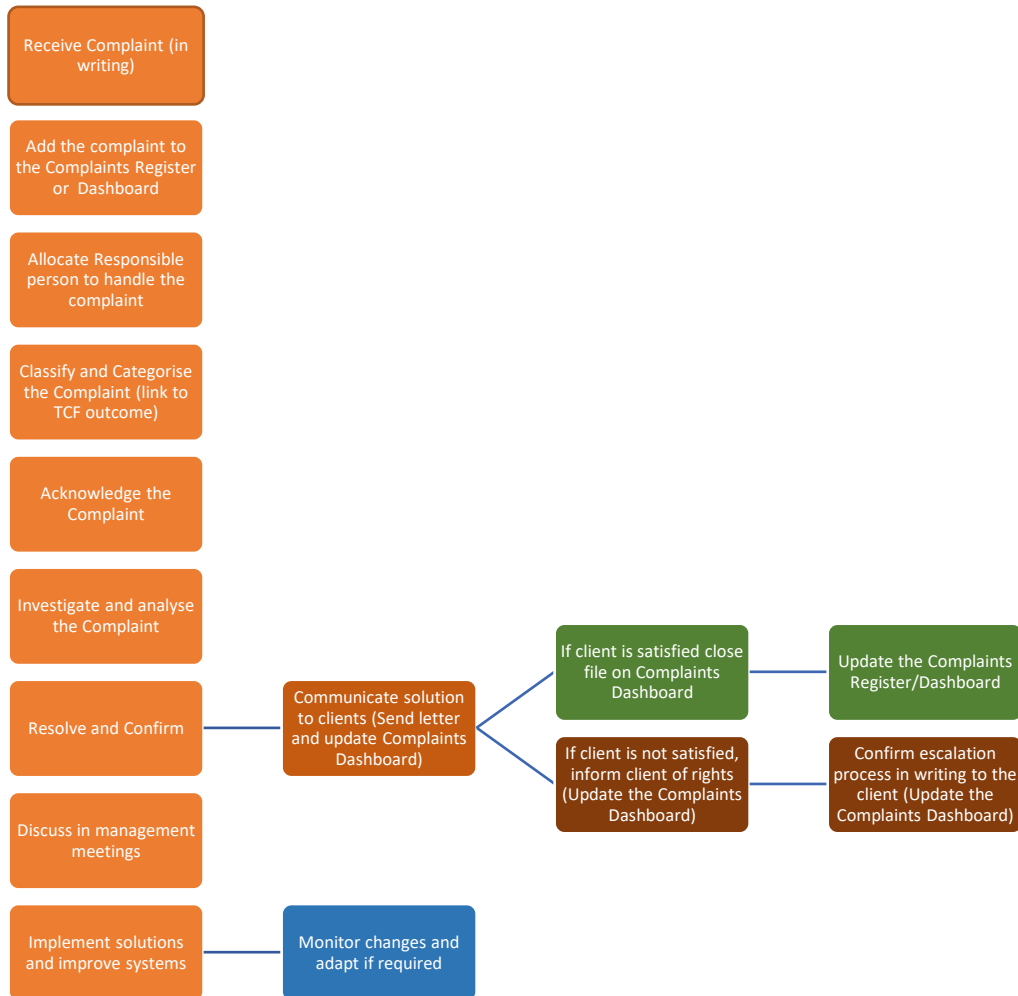 Receive Complaint (in
writing)
Add the complaint to
the Complaints Register
or Dashboard
Allocate Responsible
person to handle the
complaint
Classify and Categorise
the Complaint (link to
TCF outcome)
Acknowledge the
Complaint
Investigate and analyse
the Complaint
Resolve and Confirm
Communicate solution
to clients (Send letter
and update Complaints
Dashboard)
If client is satisfied close
file on Complaints
Dashboard
Update the Complaints
Register/Dashboard
If client is not satisfied,
inform client of rights
(Update the Complaints
Dashboard)
Confirm escalation
process in writing to the
client (Update the
Complaints Dashboard)
Discuss in management
meetings
Implement solutions
and improve systems
Monitor changes and
adapt if required